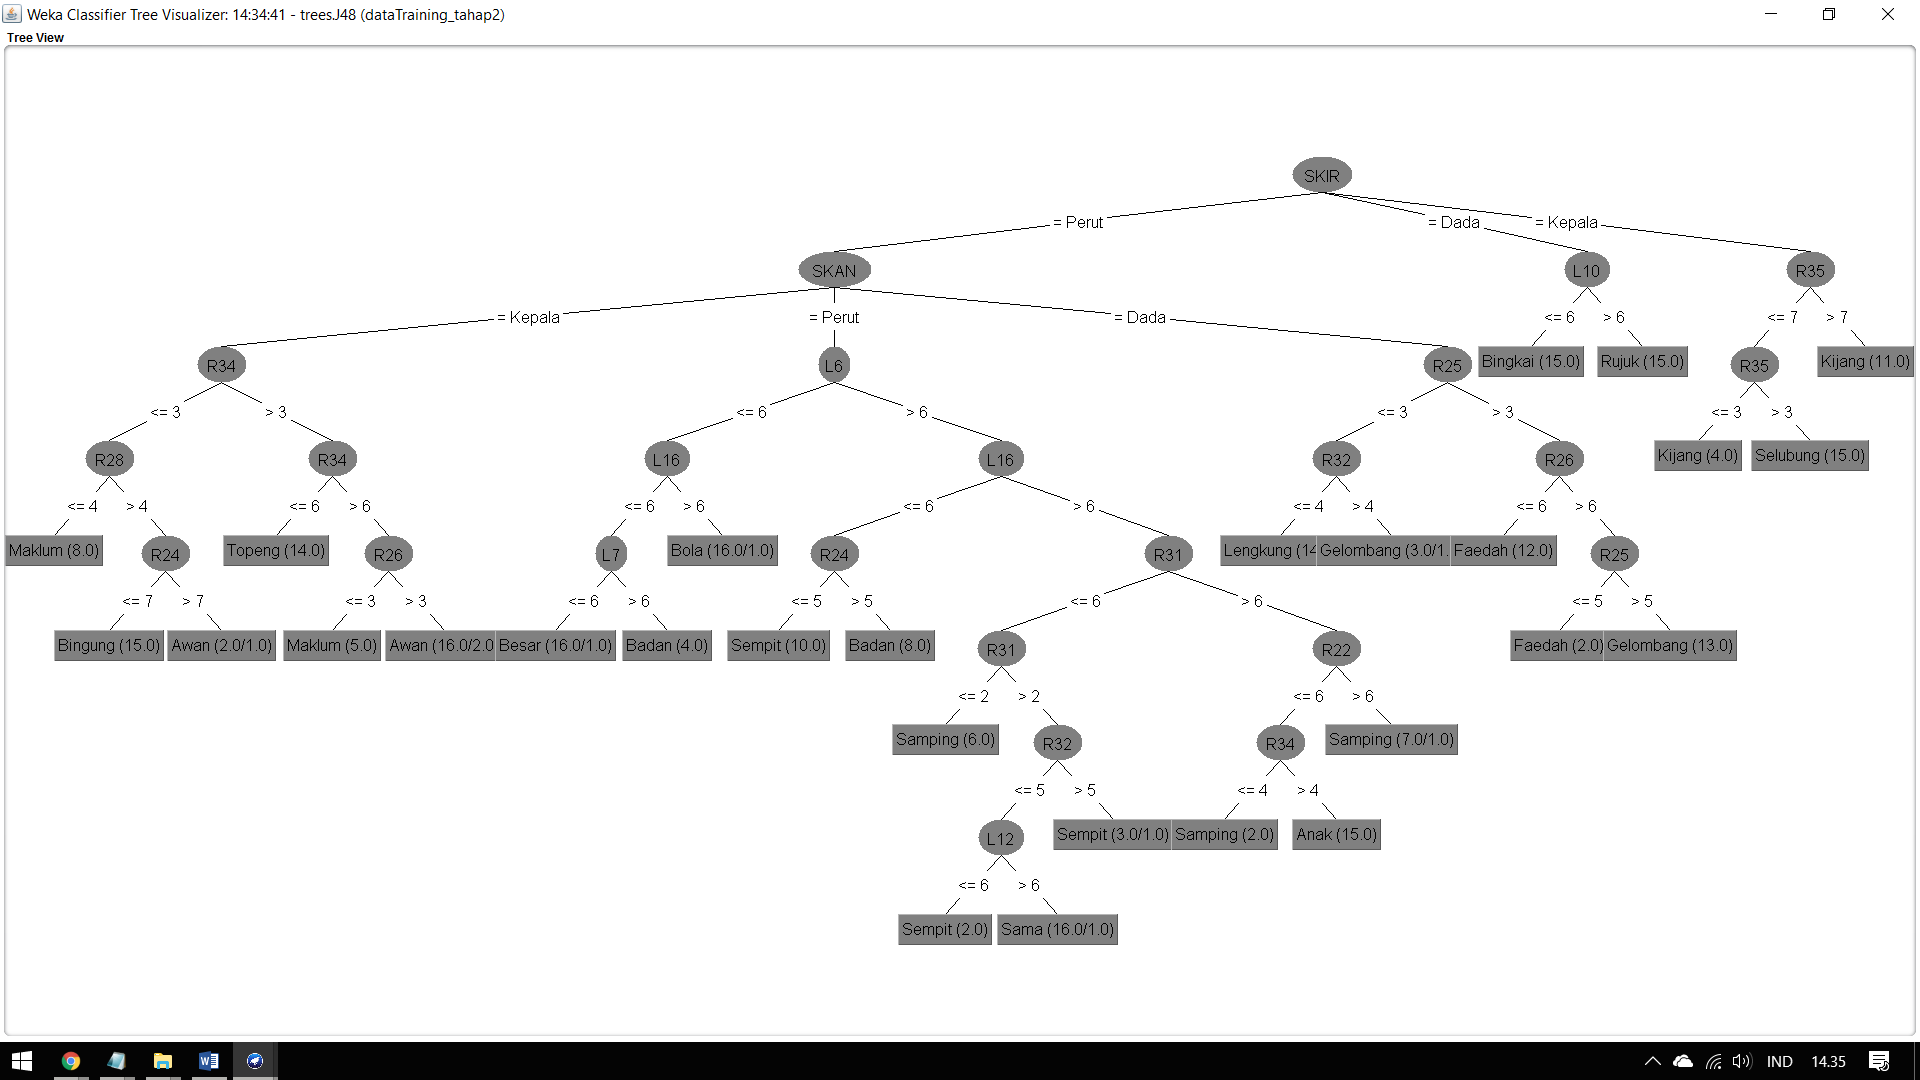 Weka Classifier Tree Visualizer: 14:34:41 - trees.J48 (dataTraining_tahap2)
Tree View
SKIR
= Perut = Dada = Kepala
SKAN L10 R35
= Kepala = Perut = Dada <= 6 > 6 <= 7 > 7
R34 L6 R25 Bingkai (15.0) Rujuk (15.0) R35 Kijang (11.0)
<= 3 > 3 <= 6 > 6 <= 3 > 3 <= 3 > 3
R28 R34 L16 L16 R32 R26 Kijang (4.0) Selubung (15.0)
<= 4 > 4 <= 6 > 6 <= 6 > 6 <= 6 > 6 <= 4 > 4 <= 6 > 6
Maklum (8.0) R24 Topeng (14.0) R26 L7 Bola (16.0/1.0) R24 R31 Lengkung (14 Gelombang (3.0/1. Faedah (12.0) R25
<= 7 > 7 <= 3 > 3 <= 6 > 6 <= 5 > 5 <= 6 > 6 <= 5 > 5
Bingung (15.0) Awan (2.0/1.0) Maklum (5.0) Awan (16.0/2.0 Besar (16.0/1.0) Badan (4.0) Sempit (10.0) Badan (8.0) R31 R22 Faedah (2.0) Gelombang (13.0)
<= 2 > 2 <= 6 > 6
Samping (6.0) R32 R34 Samping (7.0/1.0)
<= 5 > 5 <= 4 > 4
L12 Sempit (3.0/1.0) Samping (2.0) Anak (15.0)
<= 6 > 6
Sempit (2.0) Sama (16.0/1.0)
IND 14.35